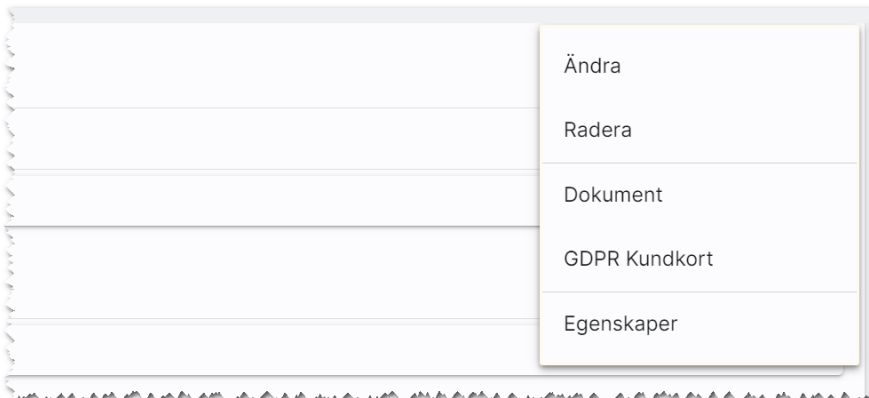 Ändra
Radera
Dokument
GDPR Kundkort
Egenskaper